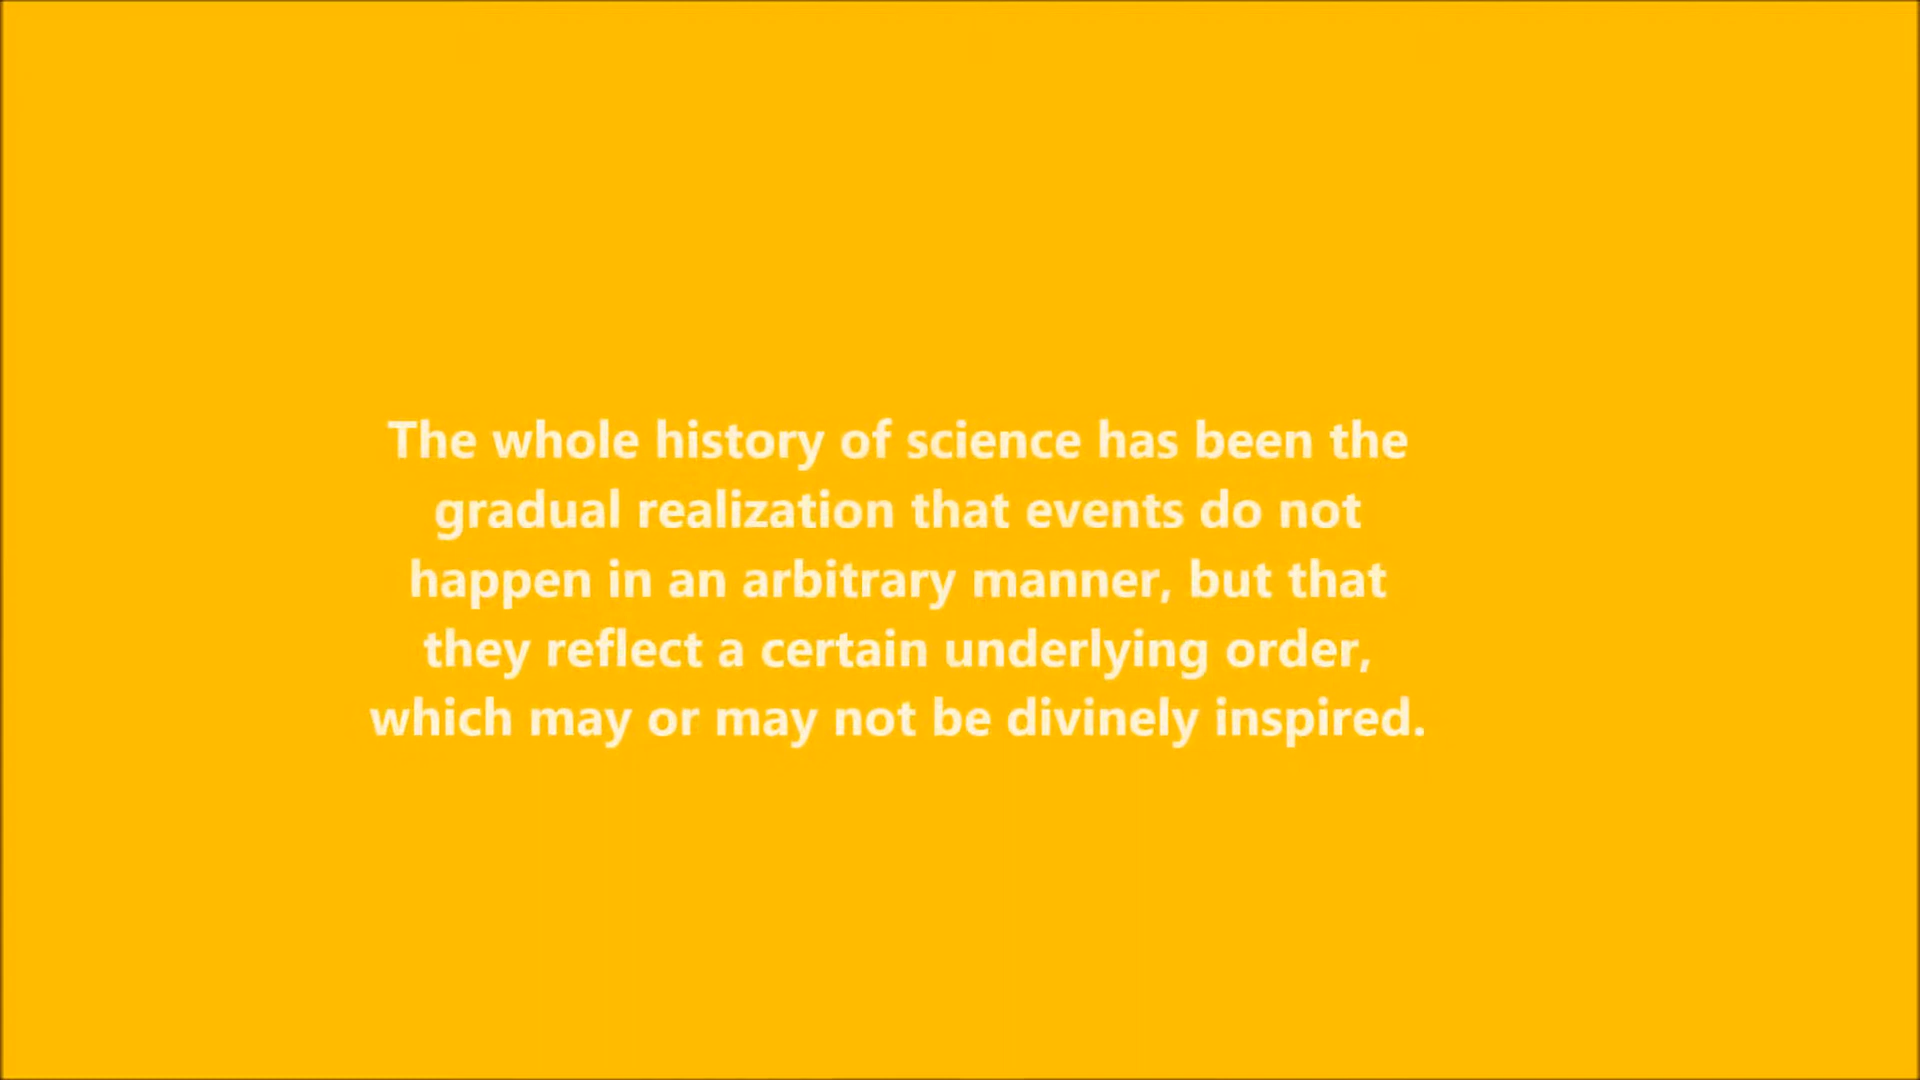 The whole history of science has been the
gradual realization that events do not
happen in an arbitrary manner, but that
they reflect a certain underlying order,
which may or may not be divinely inspired.